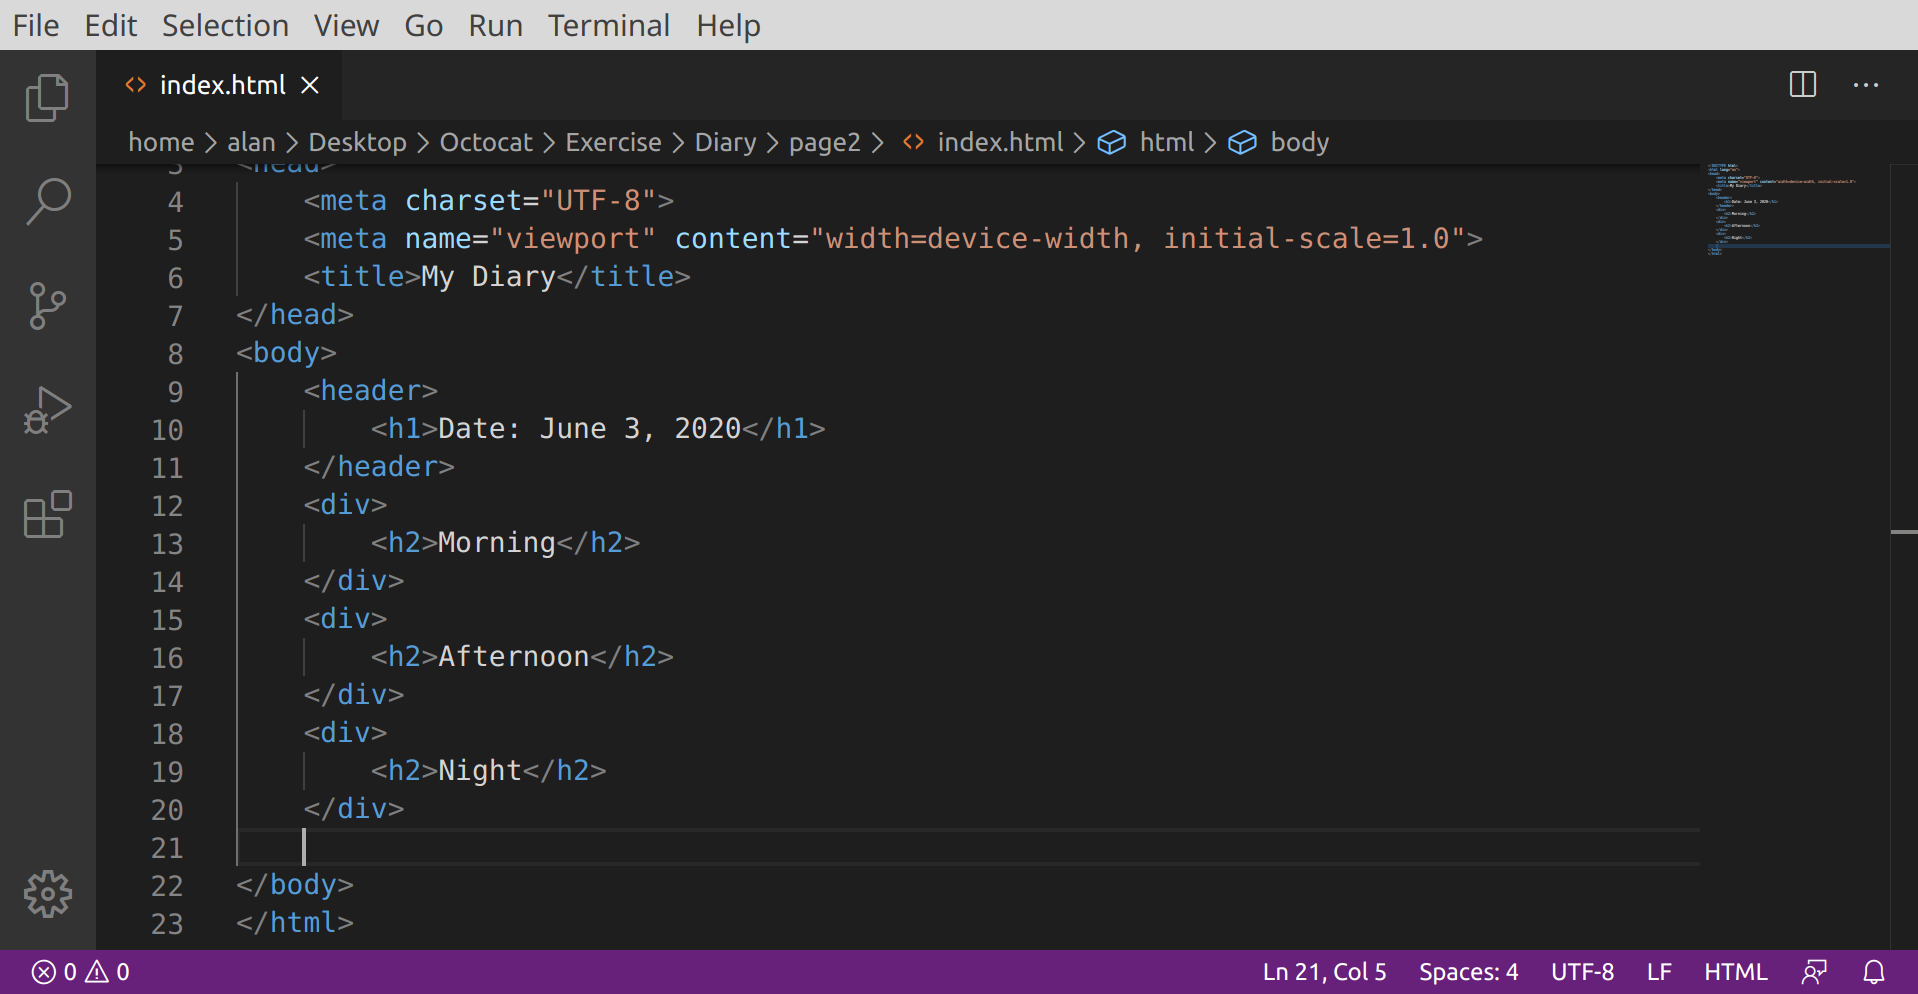 File Edit Selection View Go Run Terminal Help
<> index.html ×
home > alan > Desktop > Octocat > Exercise > Diary > page2 > <> index.html > html > body
3 <head>
4     <meta charset="UTF-8">
5     <meta name="viewport" content="width=device-width, initial-scale=1.0">
6     <title>My Diary</title>
7 </head>
8 <body>
9     <header>
10         <h1>Date: June 3, 2020</h1>
11     </header>
12     <div>
13         <h2>Morning</h2>
14     </div>
15     <div>
16         <h2>Afternoon</h2>
17     </div>
18     <div>
19         <h2>Night</h2>
20     </div>
21
22 </body>
23 </html>
0 0 Ln 21, Col 5 Spaces: 4 UTF-8 LF HTML